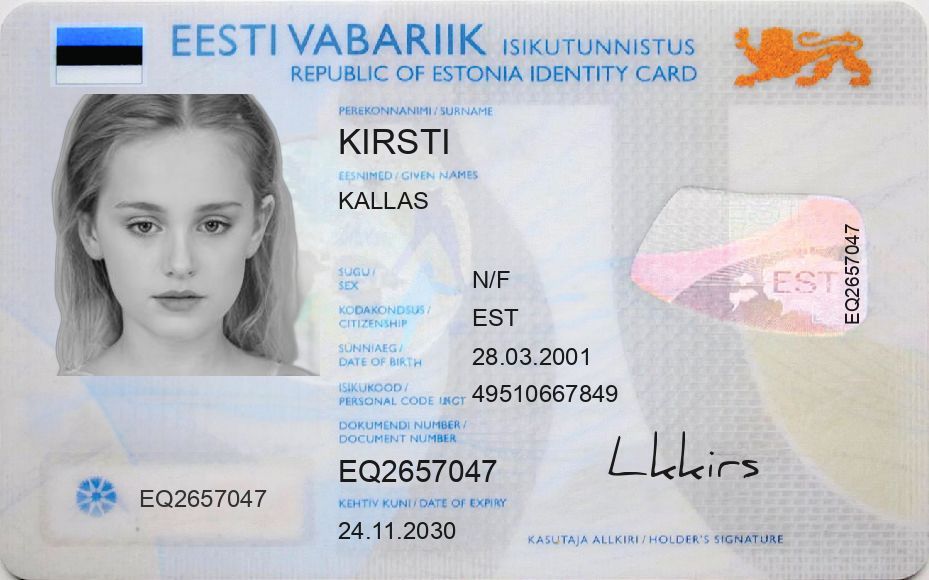 EESTI VABARIIK ISIKUTUNNISTUS
REPUBLIC OF ESTONIA IDENTITY CARD
PEREKONNANIMI / SURNAME
KIRSTI
EESNIMED / GIVEN NAMES
KALLAS
SUGU /
SEX
N/F
KODAKONDSUS /
CITIZENSHIP
EST
SÜNNIAEG /
DATE OF BIRTH
28.03.2001
ISIKUKOOD /
PERSONAL CODE
49510667849
DOKUMENDI NUMBER /
DOCUMENT NUMBER
EQ2657047
KEHTIV KUNI / DATE OF EXPIRY
24.11.2030
EQ2657047
EST
EQ2657047
Lkkirs
KASUTAJA ALLKIRI / HOLDER'S SIGNATURE